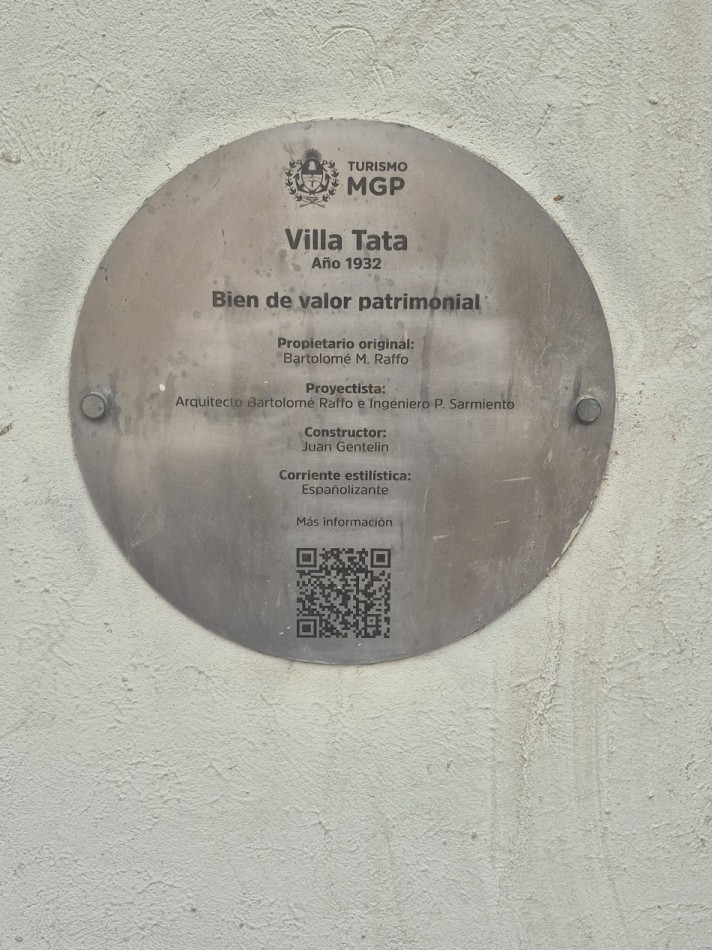 TURISMO
MGP
Villa Tata
Año 1932
Bien de valor patrimonial
Propietario original:
Bartolomé M. Raffo
Proyectista:
Arquitecto Bartolomé Raffo e Ingeniero P. Sarmiento
Constructor:
Juan Gentelin
Corriente estilística:
Españolizante
Más información